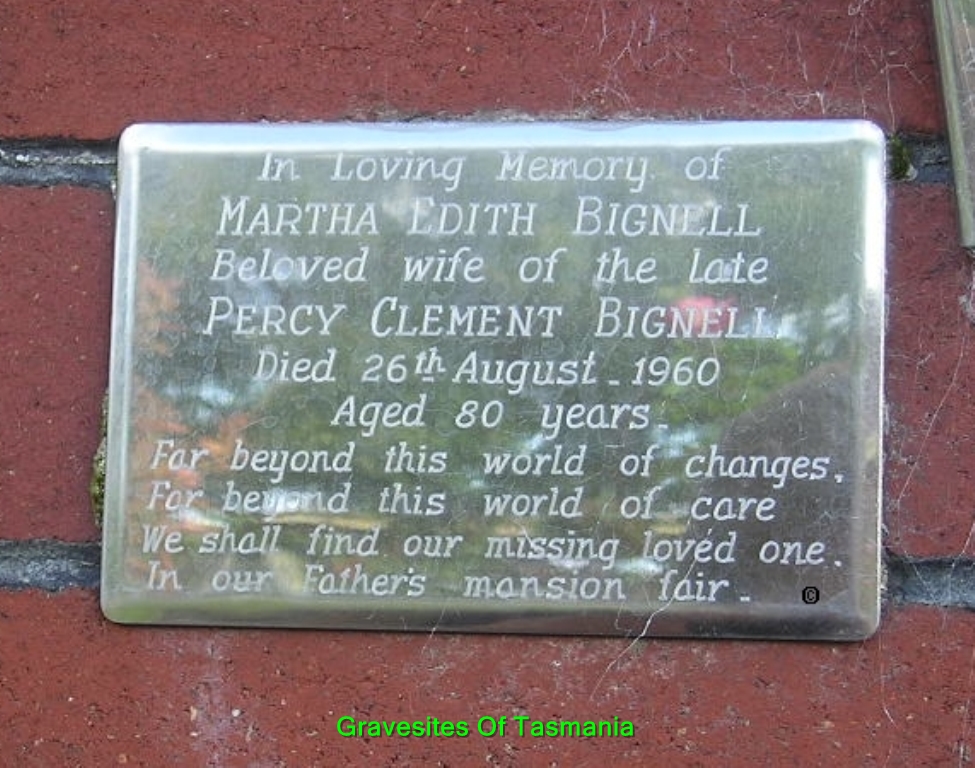 In Loving Memory of
MARTHA EDITH BIGNELL
Beloved wife of the late
PERCY CLEMENT BIGNELL
Died 26th August - 1960
Aged 80 years.
Far beyond this world of changes.
Far beyond this world of care
We shall find our missing loved one.
In our Father's mansion fair.
©
Gravesites Of Tasmania